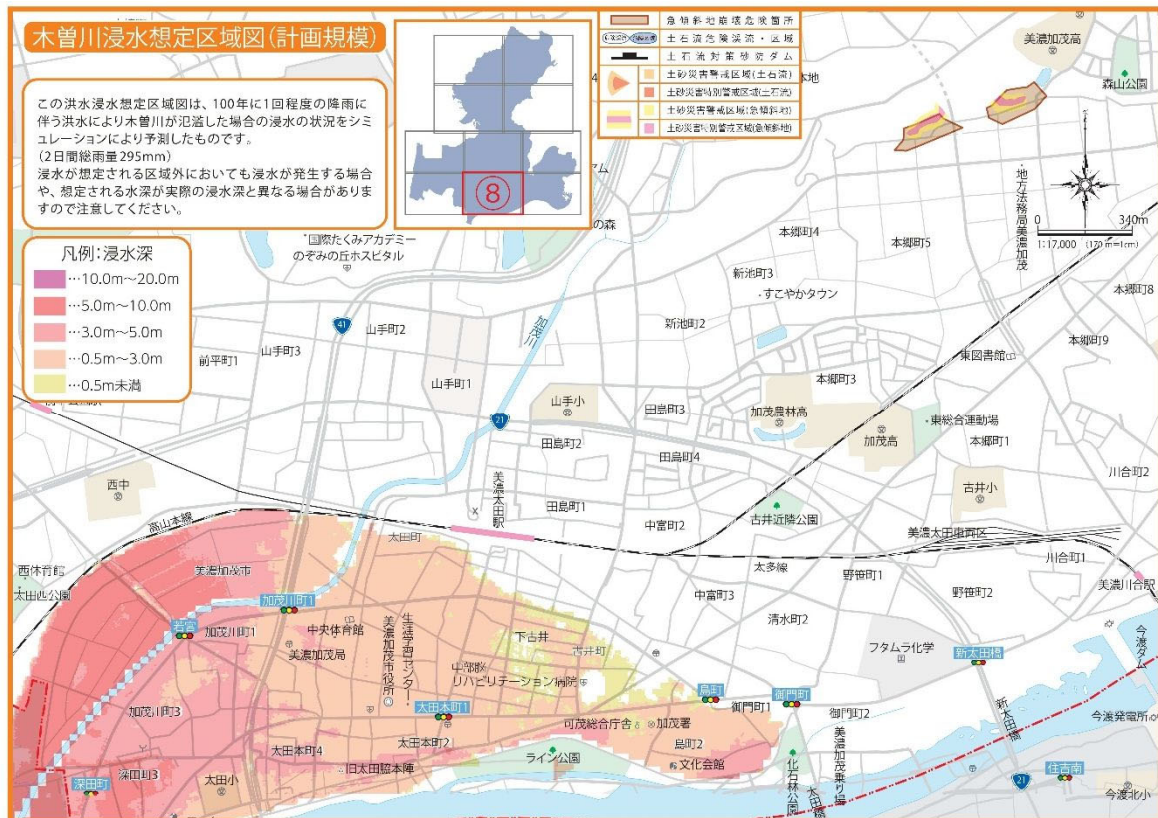 木曽川浸水想定区域図(計画規模)
この洪水浸水想定区域図は、100年に1回程度の降雨に
伴う洪水により木曽川が氾濫した場合の浸水の状況をシミ
ュレーションにより予測したものです。
(2日間総雨量295mm)
浸水が想定される区域外においても浸水が発生する場合
や、想定される水深が実際の浸水深と異なる場合がありま
すので注意してください。
⑧
急傾斜地崩壊危険箇所
土石流危険渓流・区域
土石流対策砂防ダム
土砂災害警戒区域(土石流)
土砂災害特別警戒区域(土石流)
土砂災害警戒区域(急傾斜地)
土砂災害特別警戒区域(急傾斜地)
凡例:浸水深
…10.0m～20.0m
…5.0m～10.0m
…3.0m～5.0m
…0.5m～3.0m
…0.5m未満
美濃加茂高
森山公園
・地方法務局美濃加茂
0 340m
1:17,000 (170m=1cm)
の森
・国際たくみアカデミー
のぞみの丘ホスピタル
本郷町4
本郷町5
新池町3
・すこやかタウン
本郷町8
41
山手町2
加茂川
新池町2
本郷町9
前平町1
山手町3
東図書館
山手町1
本郷町3
21
山手小
田島町3
加茂農林高
・東総合運動場
田島町2
加茂高
本郷町1
田島町4
川合町2
西中
美濃太田駅
古井小
田島町1
古井近隣公園
高山本線
太田町
中富町2
美濃太田車両区
川合町1
西体育館
美濃加茂市
太多線
野笹町1
美濃川合駅
加茂川町1
中富町3
野笹町2
若宮
加茂川町1
中央体育館
生涯学習センター・
美濃加茂市役所
下古井
清水町2
今渡ダム
美濃加茂局
古井町
フタムラ化学
新太田橋
中部脳
リハビリテーション病院
加茂川町3
太田本町1
島町
御門町
御門町1
御門町2
今渡発電所
太田本町4
太田本町2
可茂総合庁舎
加茂署
島町2
新太田橋
深田町3
旧太田脇本陣
ライン公園
文化会館
化石林公園
美濃加茂乗り場
太田橋
深田町
太田小
21
住吉南
今渡北小